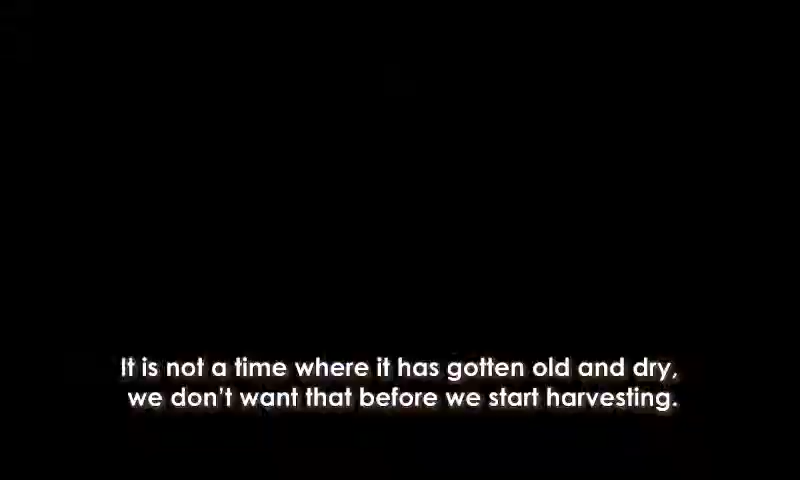 It is not a time where it has gotten old and dry,
we don't want that before we start harvesting.